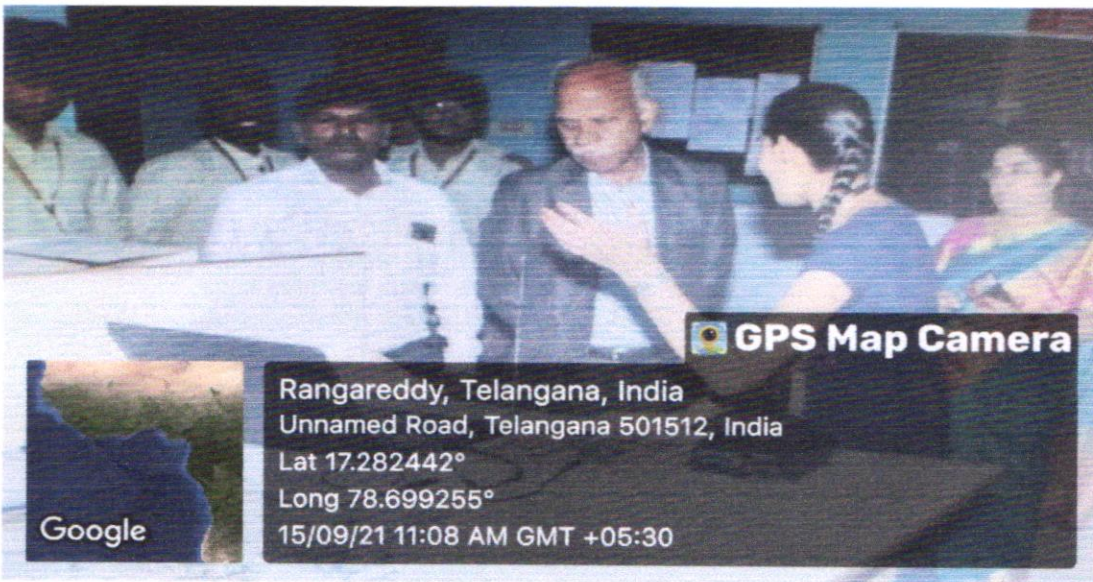 GPS Map Camera
Rangareddy, Telangana, India
Unnamed Road, Telangana 501512, India
Lat 17.282442°
Long 78.699255°
15/09/21 11:08 AM GMT +05:30
Google